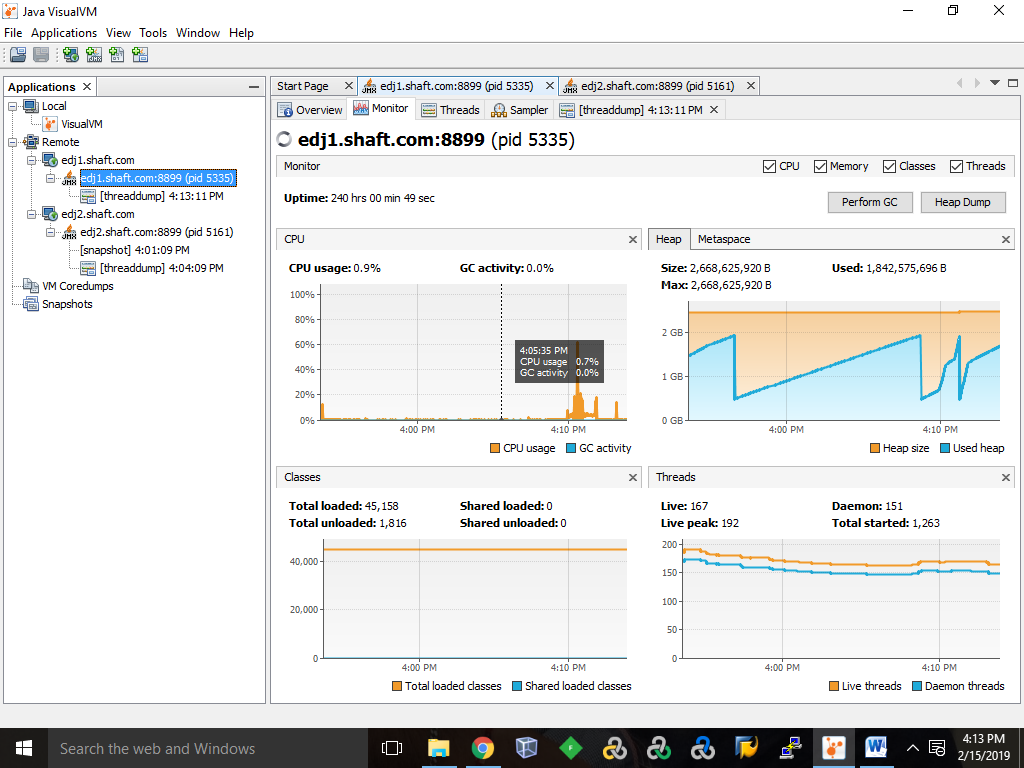 Java VisualVM
File Applications View Tools Window Help
Applications
Local
VisualVM
Remote
edj1.shaft.com
edj1.shaft.com:8899 (pid 5335)
[threaddump] 4:13:11 PM
edj2.shaft.com
edj2.shaft.com:8899 (pid 5161)
[snapshot] 4:01:09 PM
[threaddump] 4:04:09 PM
VM Coredumps
Snapshots
Start Page edj1.shaft.com:8899 (pid 5335) edj2.shaft.com:8899 (pid 5161)
Overview Monitor Threads Sampler [threaddump] 4:13:11 PM
edj1.shaft.com:8899 (pid 5335)
Monitor CPU Memory Classes Threads
Uptime: 240 hrs 00 min 49 sec Perform GC Heap Dump
CPU
CPU usage: 0.9% GC activity: 0.0%
100%
80%
60%
40%
20%
0%
4:05:35 PM
CPU usage 0.7%
GC activity 0.0%
4:00 PM 4:10 PM
CPU usage GC activity
Heap Metaspace
Size: 2,668,625,920 B Used: 1,842,575,696 B
Max: 2,668,625,920 B
2 GB
1 GB
0 GB
4:00 PM 4:10 PM
Heap size Used heap
Classes
Total loaded: 45,158 Shared loaded: 0
Total unloaded: 1,816 Shared unloaded: 0
40,000
20,000
0
4:00 PM 4:10 PM
Total loaded classes Shared loaded classes
Threads
Live: 167 Daemon: 151
Live peak: 192 Total started: 1,263
200
150
100
50
0
4:00 PM 4:10 PM
Live threads Daemon threads
Search the web and Windows
4:13 PM
2/15/2019